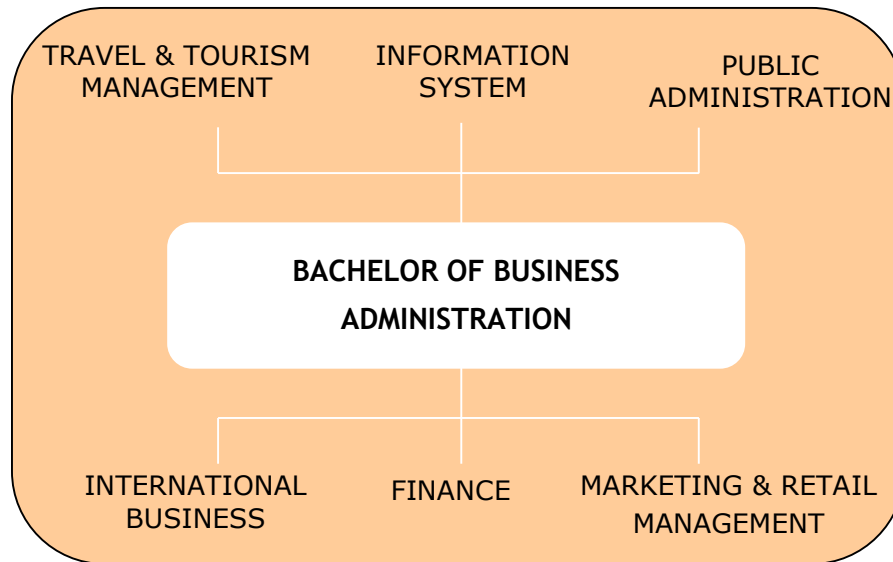 TRAVEL & TOURISM
MANAGEMENT
INFORMATION
SYSTEM
PUBLIC
ADMINISTRATION
BACHELOR OF BUSINESS
ADMINISTRATION
INTERNATIONAL
BUSINESS
FINANCE
MARKETING & RETAIL
MANAGEMENT